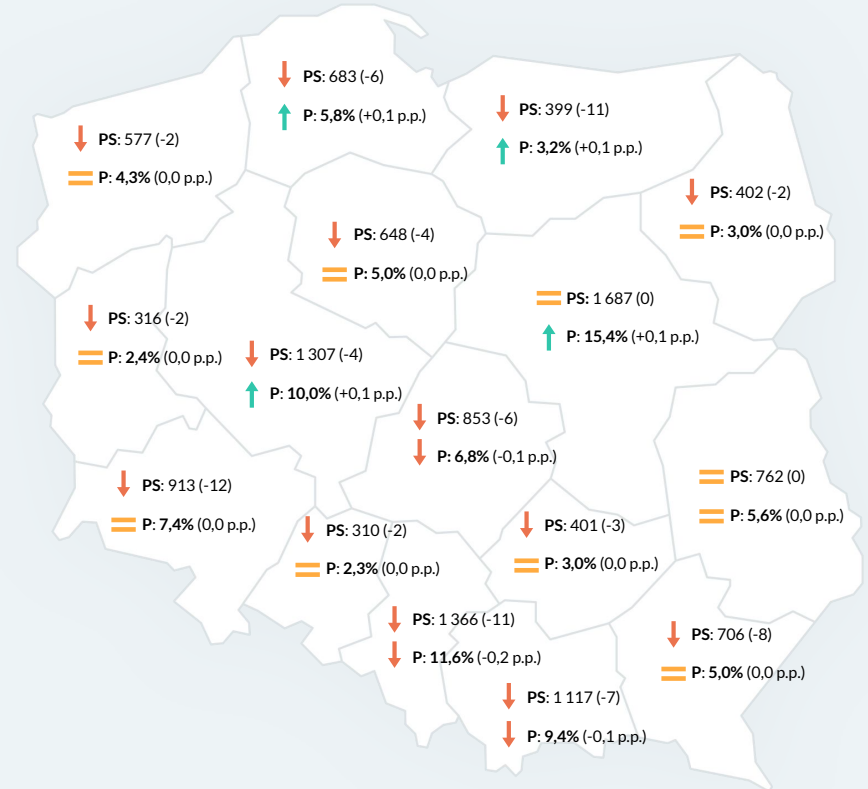 PS: 683 (-6)
P: 5,8% (+0,1 p.p.)
PS: 399 (-11)
P: 3,2% (+0,1 p.p.)
PS: 577 (-2)
P: 4,3% (0,0 p.p.)
PS: 402 (-2)
P: 3,0% (0,0 p.p.)
PS: 648 (-4)
P: 5,0% (0,0 p.p.)
PS: 1 687 (0)
P: 15,4% (+0,1 p.p.)
PS: 316 (-2)
P: 2,4% (0,0 p.p.)
PS: 1 307 (-4)
P: 10,0% (+0,1 p.p.)
PS: 853 (-6)
P: 6,8% (-0,1 p.p.)
PS: 762 (0)
P: 5,6% (0,0 p.p.)
PS: 913 (-12)
P: 7,4% (0,0 p.p.)
PS: 310 (-2)
P: 2,3% (0,0 p.p.)
PS: 401 (-3)
P: 3,0% (0,0 p.p.)
PS: 1 366 (-11)
P: 11,6% (-0,2 p.p.)
PS: 706 (-8)
P: 5,0% (0,0 p.p.)
PS: 1 117 (-7)
P: 9,4% (-0,1 p.p.)